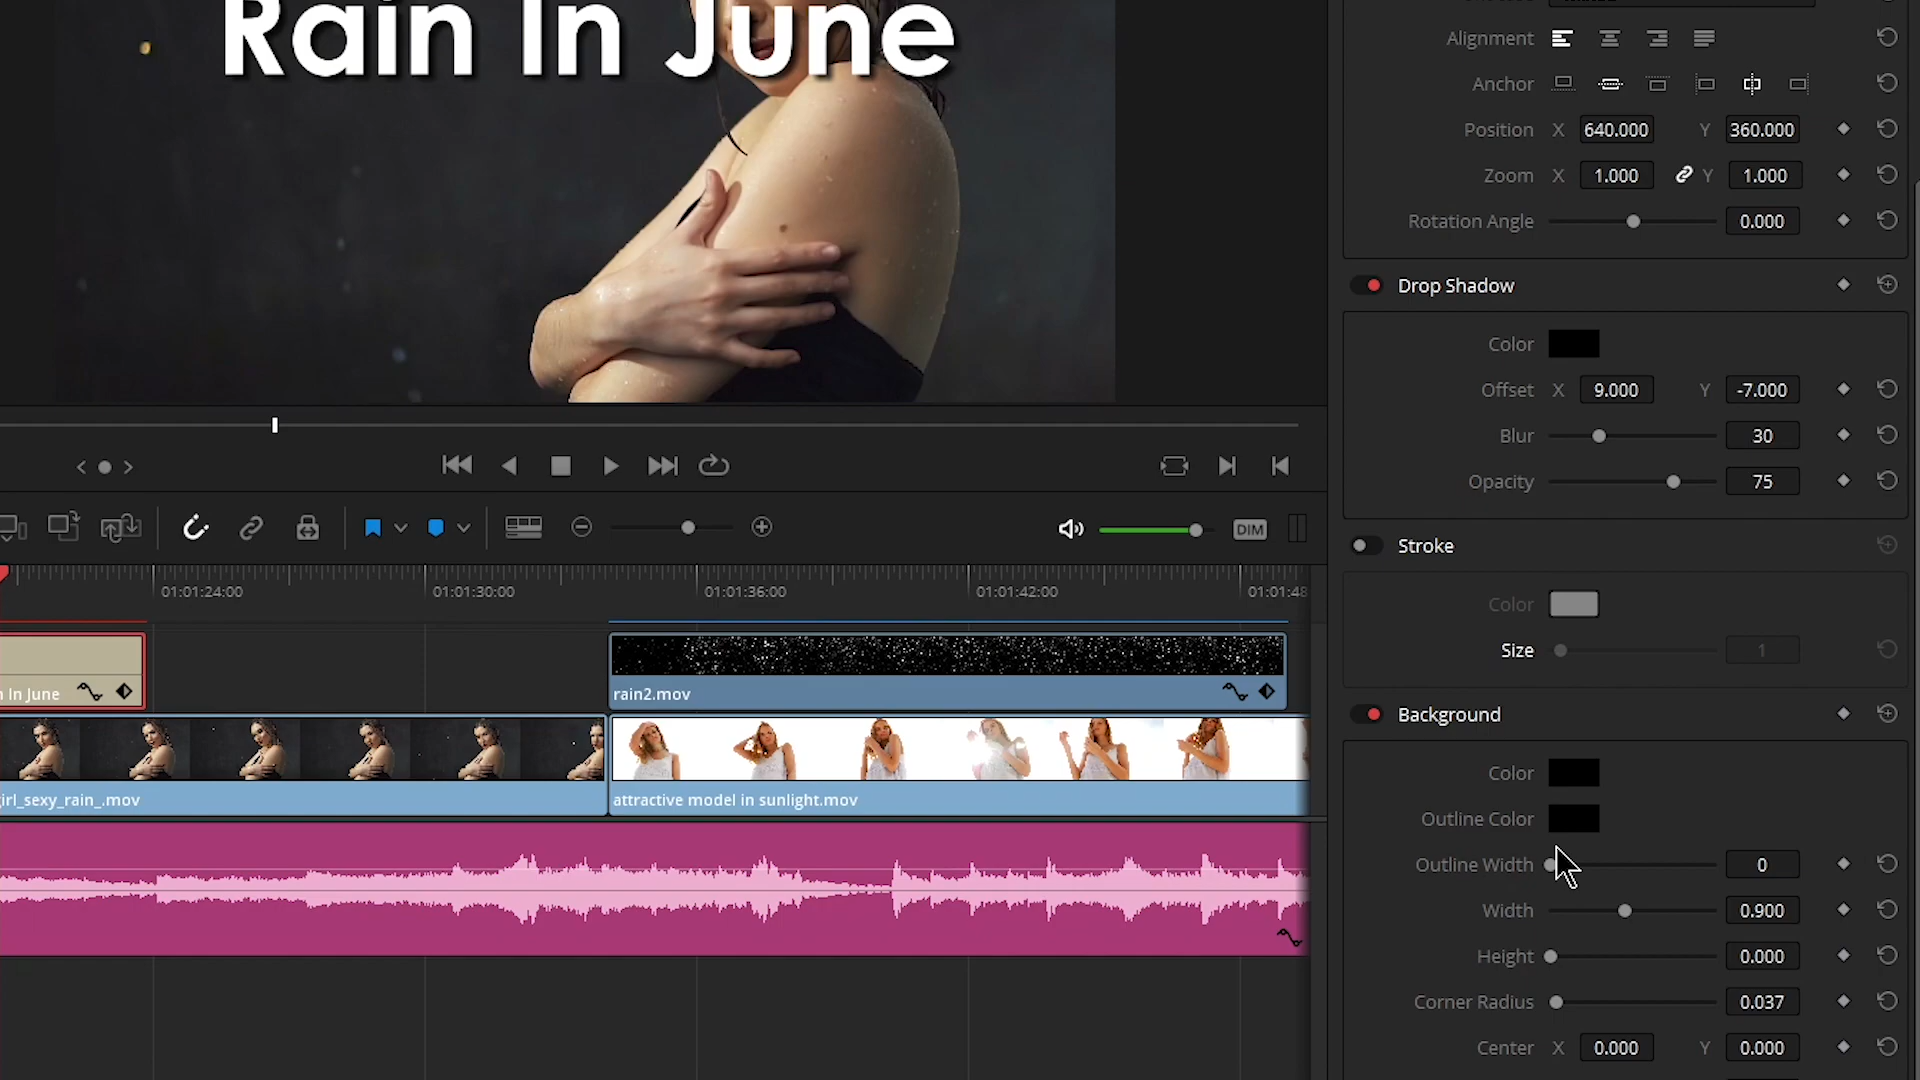 Rain In June
Alignment
Anchor
Position X 640.000 Y 360.000
Zoom X 1.000 Y 1.000
Rotation Angle 0.000
Drop Shadow
Color
Offset X 9.000 Y -7.000
Blur 30
Opacity 75
DIM
Stroke
Color
Size 1
01:01:24:00 01:01:30:00 01:01:36:00 01:01:42:00 01:01:48
In June
rain2.mov
irl_sexy_rain_.mov
attractive model in sunlight.mov
Background
Color
Outline Color
Outline Width 0
Width 0.900
Height 0.000
Corner Radius 0.037
Center X 0.000 Y 0.000